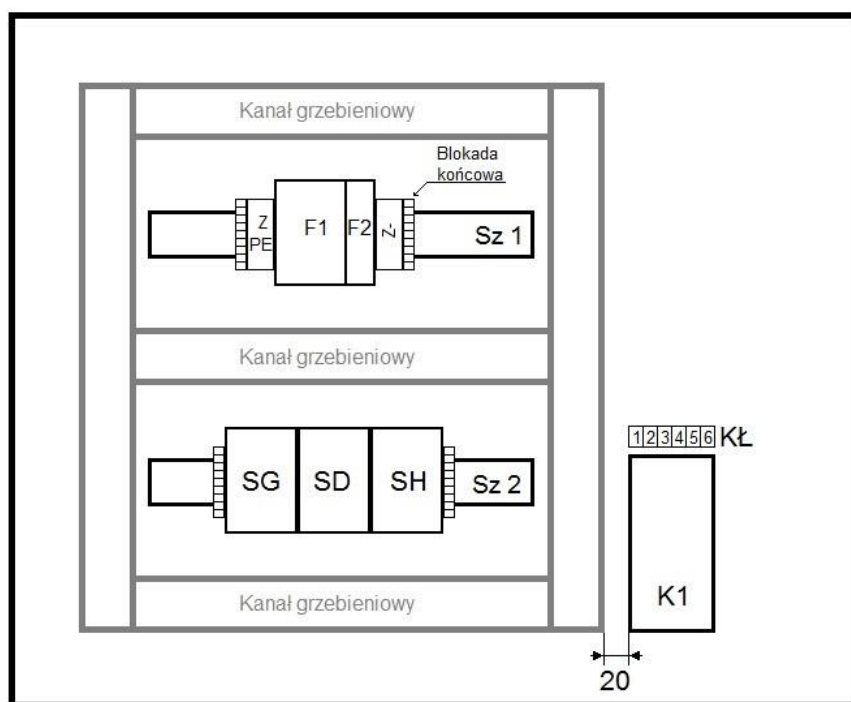 Kanał grzebieniowy
Blokada
końcowa
Z
PE
F1
F2
Z-
Sz 1
Kanał grzebieniowy
1 2 3 4 5 6 KŁ
SG
SD
SH
Sz 2
K1
Kanał grzebieniowy
20